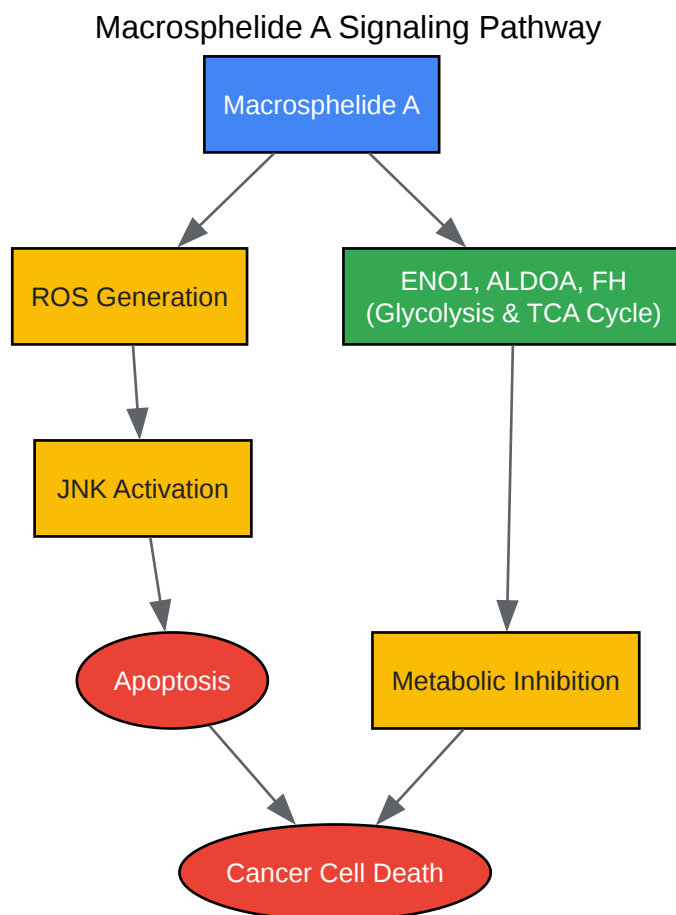 Macrosphelide A Signaling Pathway
Macrosphelide A
ROS Generation
ENO1, ALDOA, FH
(Glycolysis & TCA Cycle)
JNK Activation
Apoptosis
Metabolic Inhibition
Cancer Cell Death